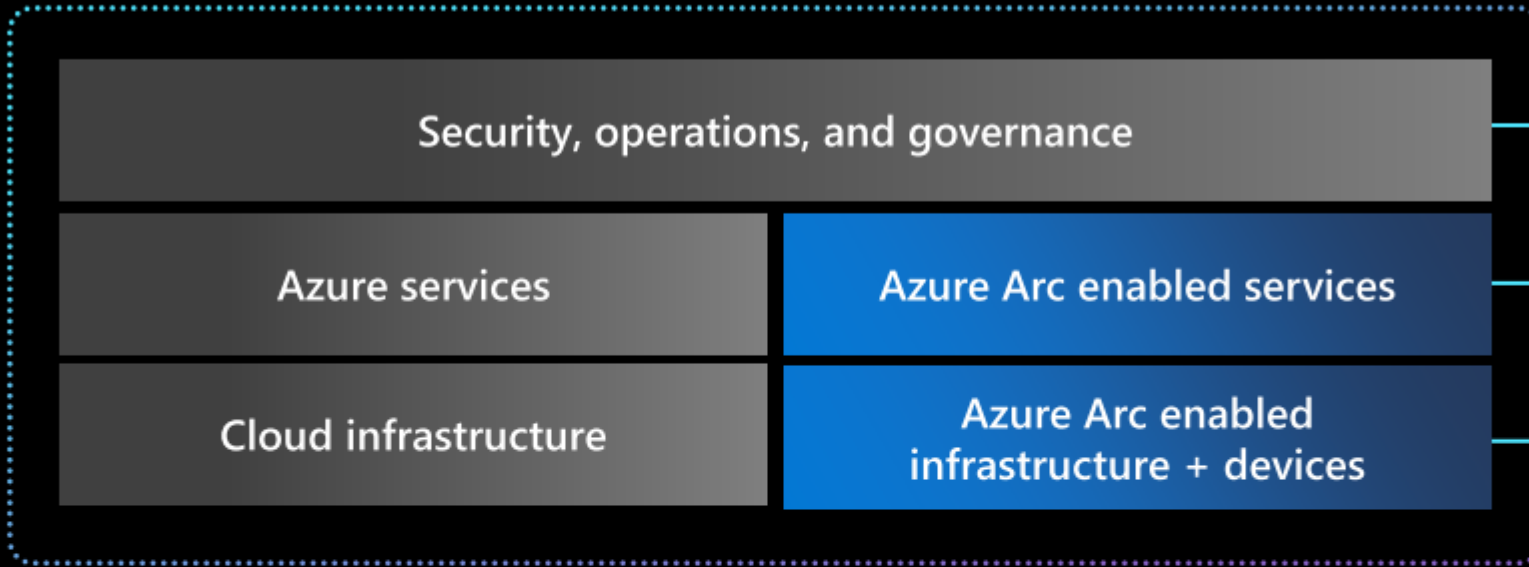 Security, operations, and governance
Azure services
Azure Arc enabled services
Cloud infrastructure
Azure Arc enabled
infrastructure + devices